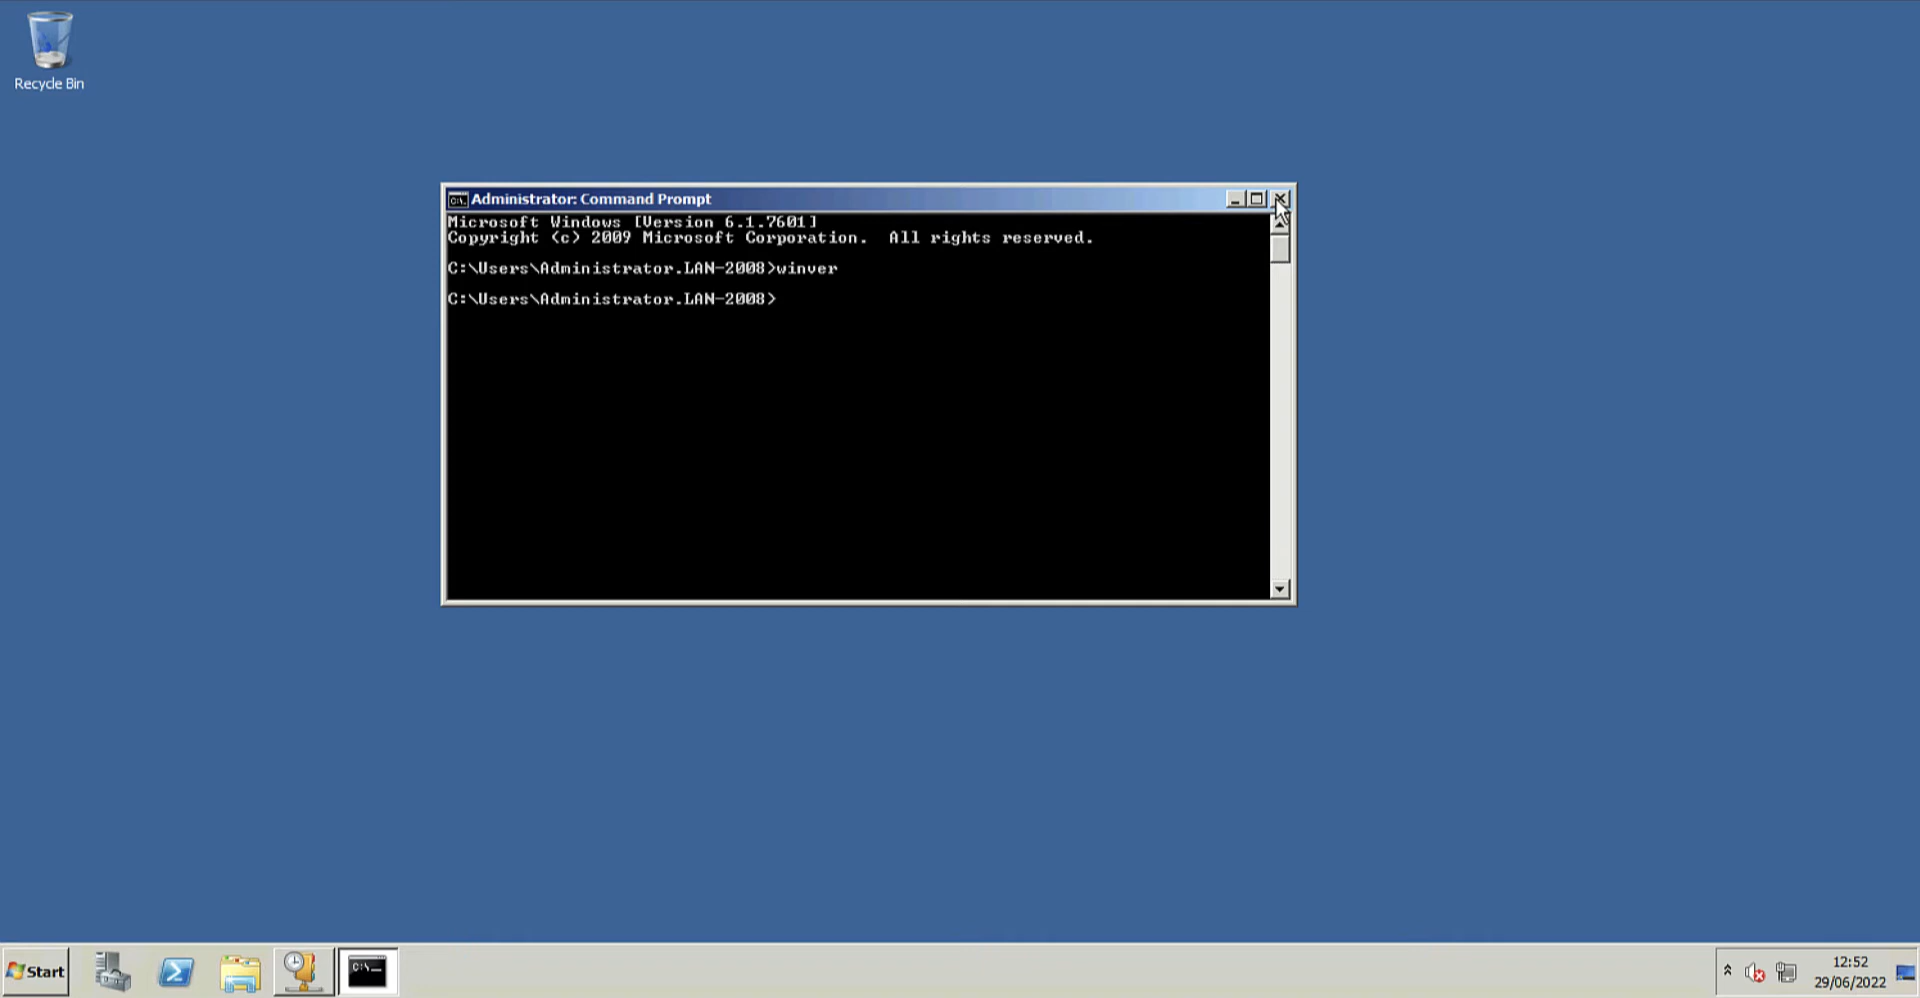 Recycle Bin
Administrator: Command Prompt
Microsoft Windows [Version 6.1.7601]
Copyright (c) 2009 Microsoft Corporation.  All rights reserved.
C:\Users\Administrator.LAN-2008>winver
C:\Users\Administrator.LAN-2008>
Start
12:52
29/06/2022